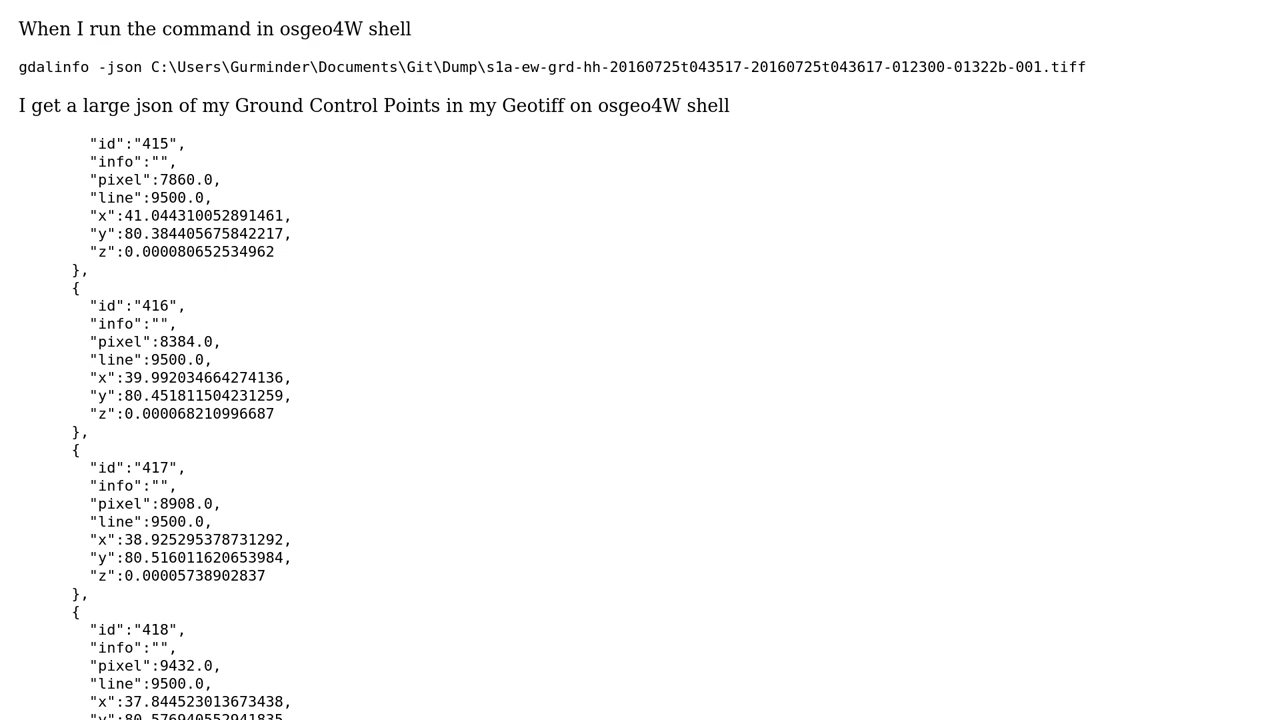 When I run the command in osgeo4W shell
gdalinfo -json C:\Users\Gurminder\Documents\Git\Dump\s1a-ew-grd-hh-20160725t043517-20160725t043617-012300-01322b-001.tiff
I get a large json of my Ground Control Points in my Geotiff on osgeo4W shell
"id":"415",
"info":"",
"pixel":7860.0,
"line":9500.0,
"x":41.044310052891461,
"y":80.384405675842217,
"z":0.000080652534962
},
{
"id":"416",
"info":"",
"pixel":8384.0,
"line":9500.0,
"x":39.992034664274136,
"y":80.451811504231259,
"z":0.000068210996687
},
{
"id":"417",
"info":"",
"pixel":8908.0,
"line":9500.0,
"x":38.925295378731292,
"y":80.516011620653984,
"z":0.00005738902837
},
{
"id":"418",
"info":"",
"pixel":9432.0,
"line":9500.0,
"x":37.844523013673438,
"y":80.576940552941835,